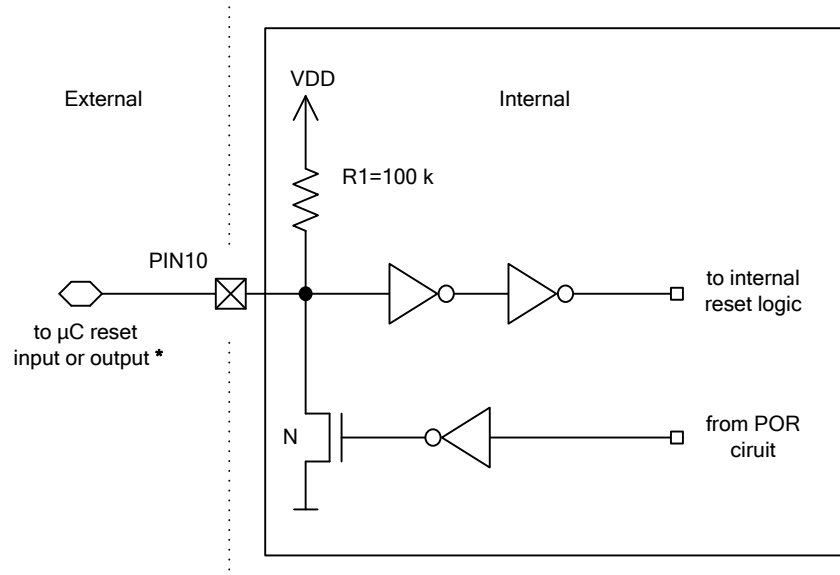 External
Internal
VDD
R1=100 k
PIN10
to µC reset
input or output *
to internal
reset logic
N
from POR
ciruit